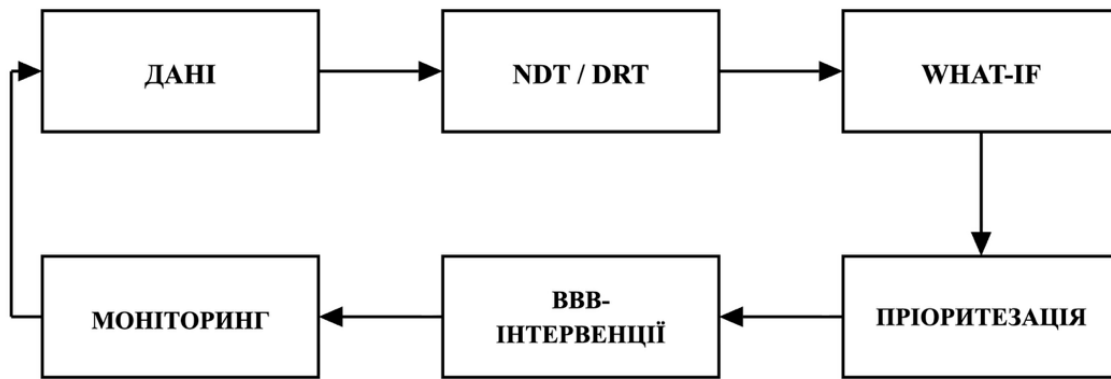 ДАНІ
NDT / DRT
WHAT-IF
ПРІОРИТЕЗАЦІЯ
BBB-
ІНТЕРВЕНЦІЇ
МОНІТОРИНГ